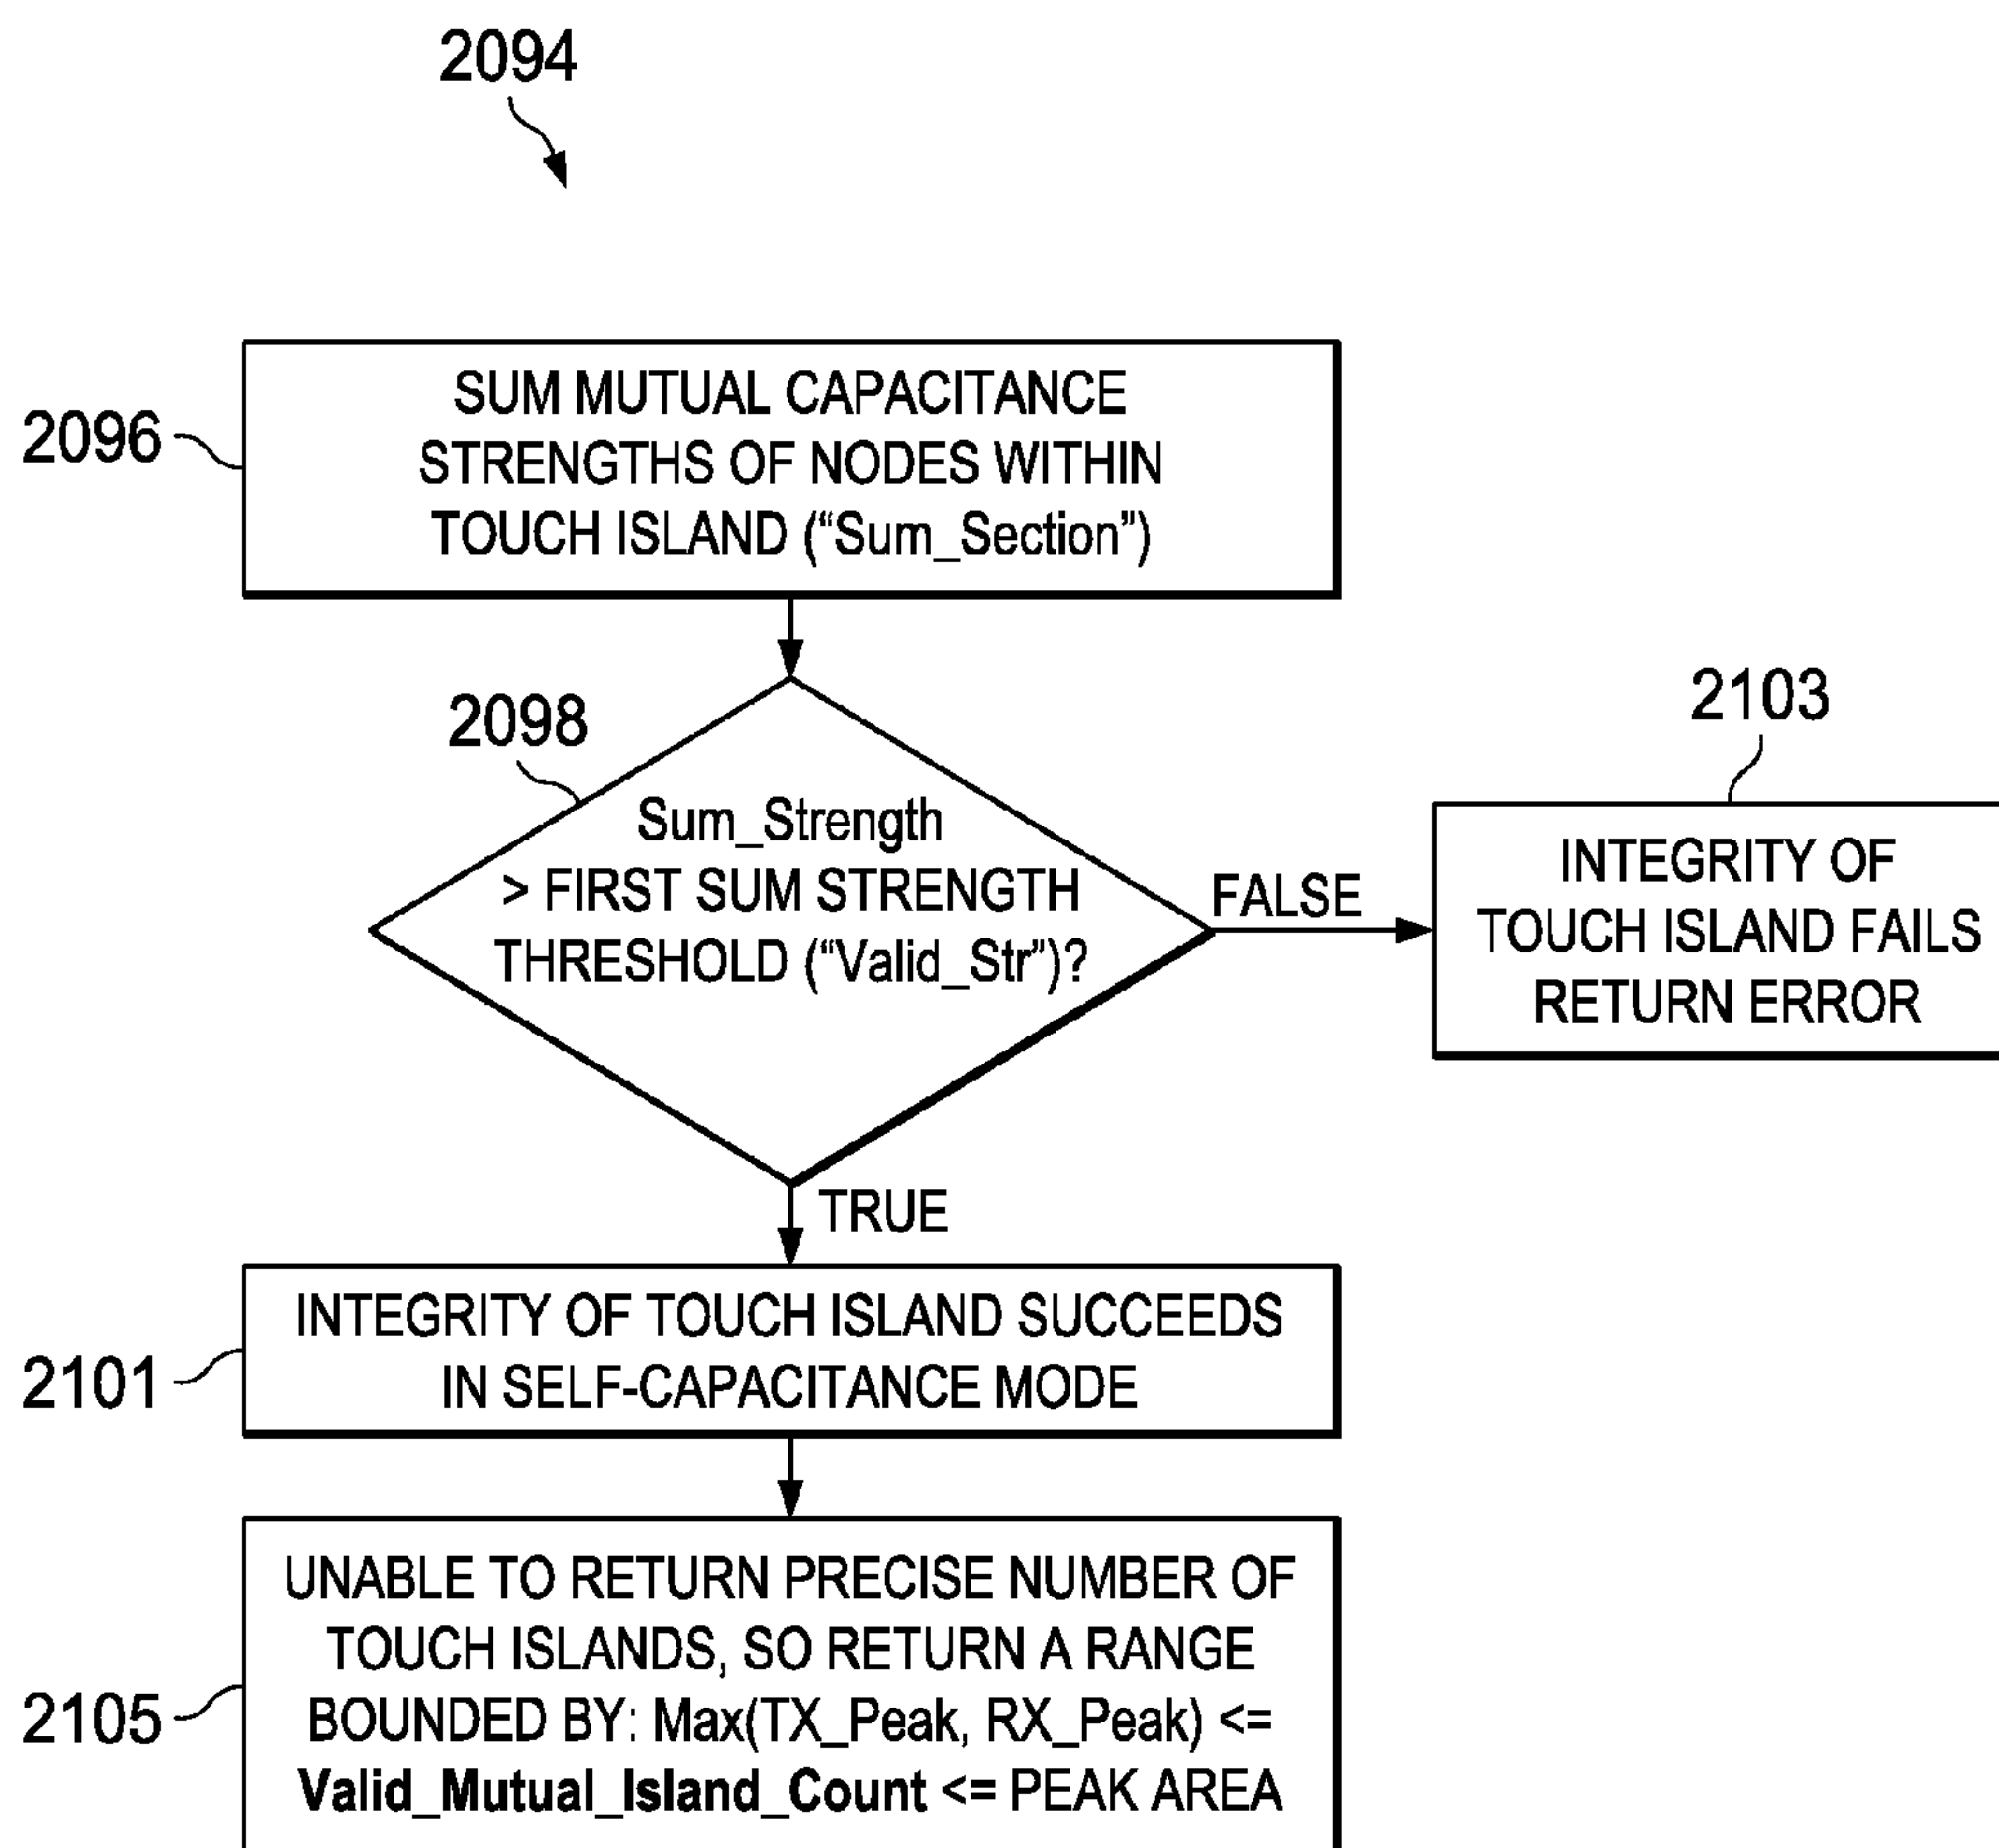 2094
2096
SUM MUTUAL CAPACITANCE
STRENGTHS OF NODES WITHIN
TOUCH ISLAND (“Sum_Section”)
2098
Sum_Strength
> FIRST SUM STRENGTH
THRESHOLD (“Valid_Str”)?
FALSE
2103
INTEGRITY OF
TOUCH ISLAND FAILS
RETURN ERROR
TRUE
2101
INTEGRITY OF TOUCH ISLAND SUCCEEDS
IN SELF-CAPACITANCE MODE
2105
UNABLE TO RETURN PRECISE NUMBER OF
TOUCH ISLANDS, SO RETURN A RANGE
BOUNDED BY: Max(TX_Peak, RX_Peak) <=
Valid_Mutual_Island_Count <= PEAK AREA